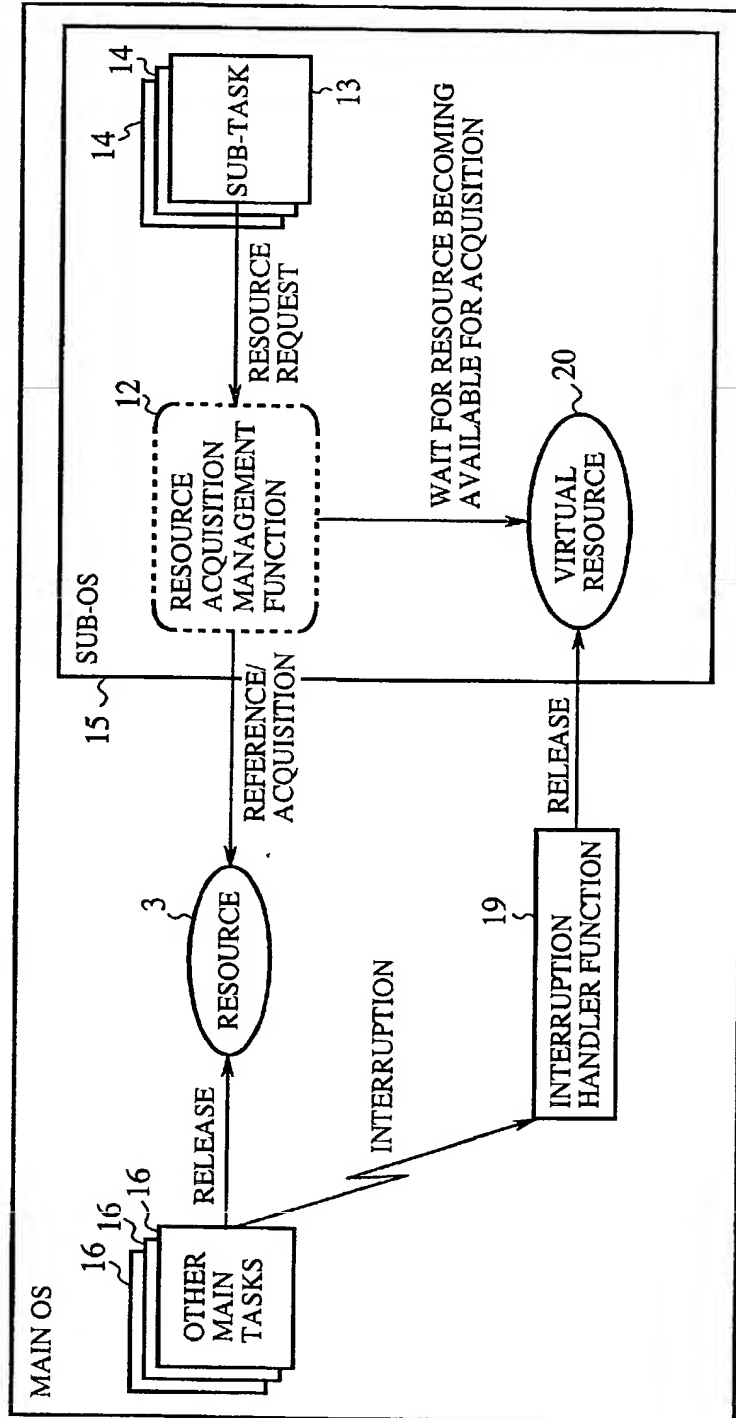 MAIN OS
16
16
16
OTHER
MAIN
TASKS
RELEASE
3
RESOURCE
INTERRUPTION
19
INTERRUPTION
HANDLER FUNCTION
RELEASE
15
SUB-OS
REFERENCE/
ACQUISITION
12
RESOURCE
ACQUISITION
MANAGEMENT
FUNCTION
RESOURCE
REQUEST
14
14
SUB-TASK
13
WAIT FOR RESOURCE BECOMING
AVAILABLE FOR ACQUISITION
20
VIRTUAL
RESOURCE